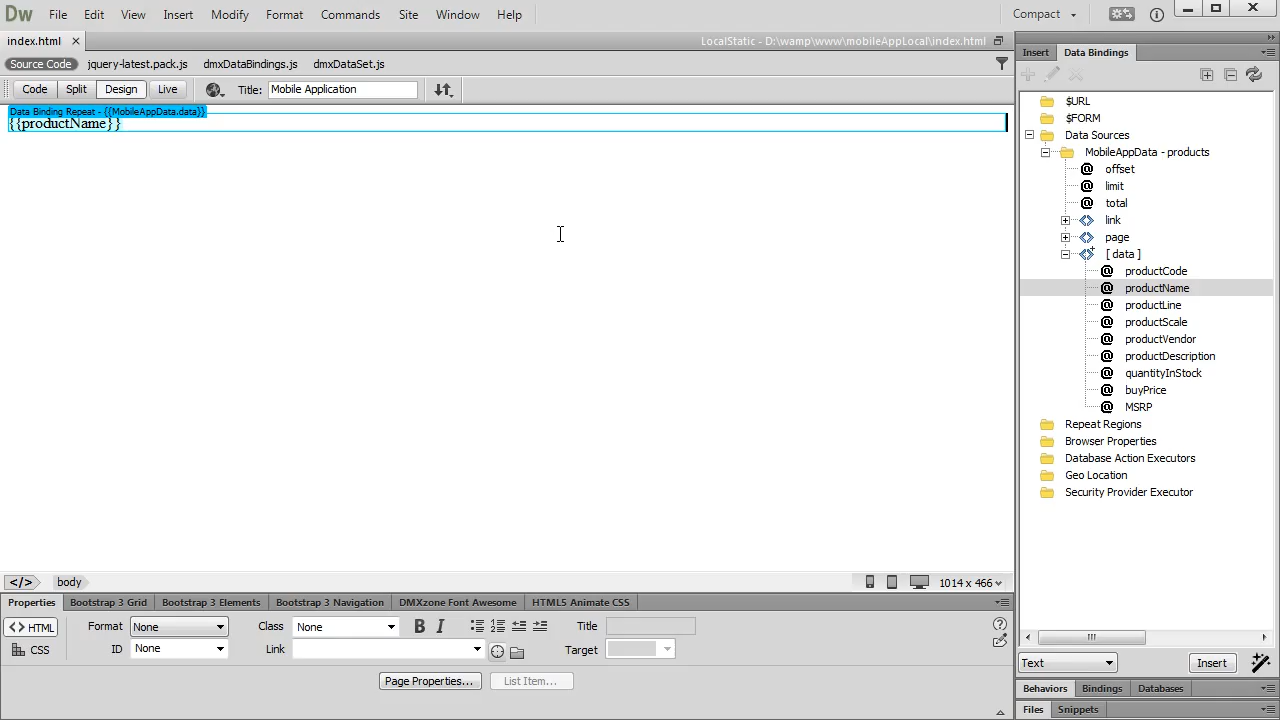 Dw File Edit View Insert Modify Format Commands Site Window Help Compact
index.html LocalStatic - D:\wamp\www\mobileAppLocal\index.html
Source Code jquery-latest.pack.js dmxDataBindings.js dmxDataSet.js
Code Split Design Live Title: Mobile Application
Data Binding Repeat - {{MobileAppData.data}}
{{productName}}
Insert Data Bindings
$URL
$FORM
Data Sources
MobileAppData - products
offset
limit
total
link
page
[ data ]
productCode
productName
productLine
productScale
productVendor
productDescription
quantityInStock
buyPrice
MSRP
Repeat Regions
Browser Properties
Database Action Executors
Geo Location
Security Provider Executor
Text Insert
Behaviors Bindings Databases
Files Snippets
</> body 1014 x 466
Properties Bootstrap 3 Grid Bootstrap 3 Elements Bootstrap 3 Navigation DMXzone Font Awesome HTML5 Animate CSS
<> HTML Format None Class None B I Title
CSS ID None Link Target
Page Properties... List Item...